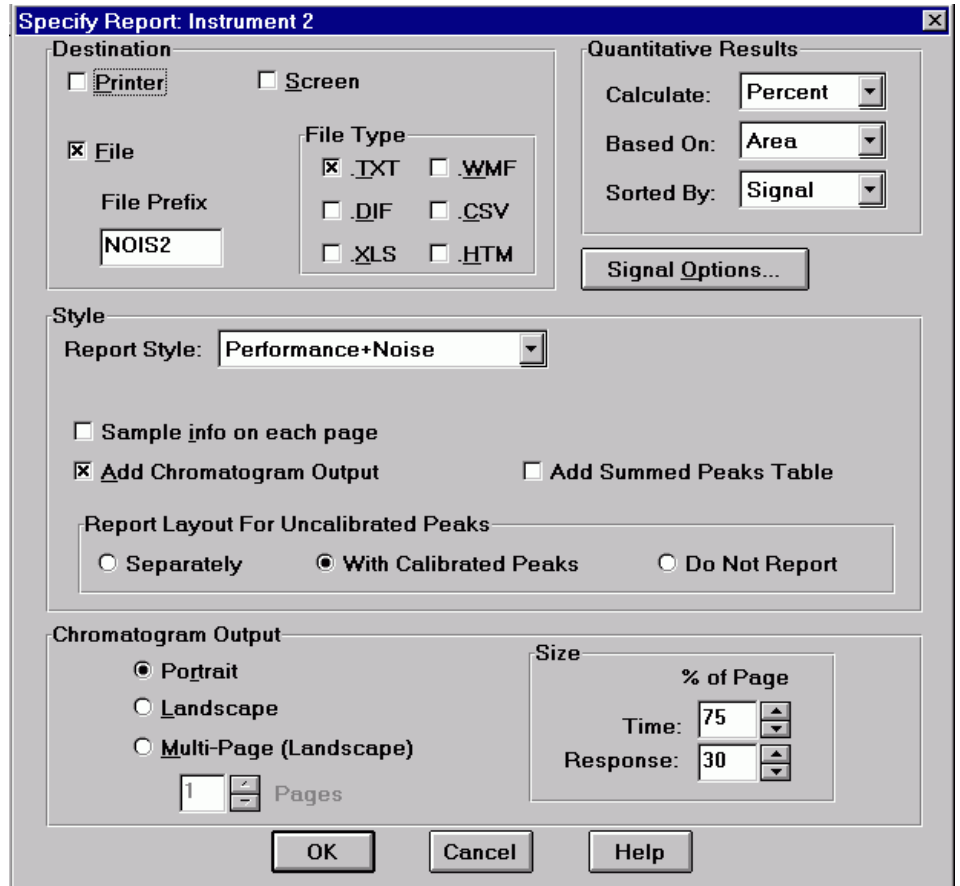 Specify Report: Instrument 2
Destination
Printer
Screen
File
File Prefix
NOIS2
File Type
.TXT
.WMF
.DIF
.CSV
.XLS
.HTM
Quantitative Results
Calculate: Percent
Based On: Area
Sorted By: Signal
Signal Options...
Style
Report Style: Performance+Noise
Sample info on each page
Add Chromatogram Output
Add Summed Peaks Table
Report Layout For Uncalibrated Peaks
Separately
With Calibrated Peaks
Do Not Report
Chromatogram Output
Portrait
Landscape
Multi-Page (Landscape)
1 Pages
Size
% of Page
Time: 75
Response: 30
OK
Cancel
Help